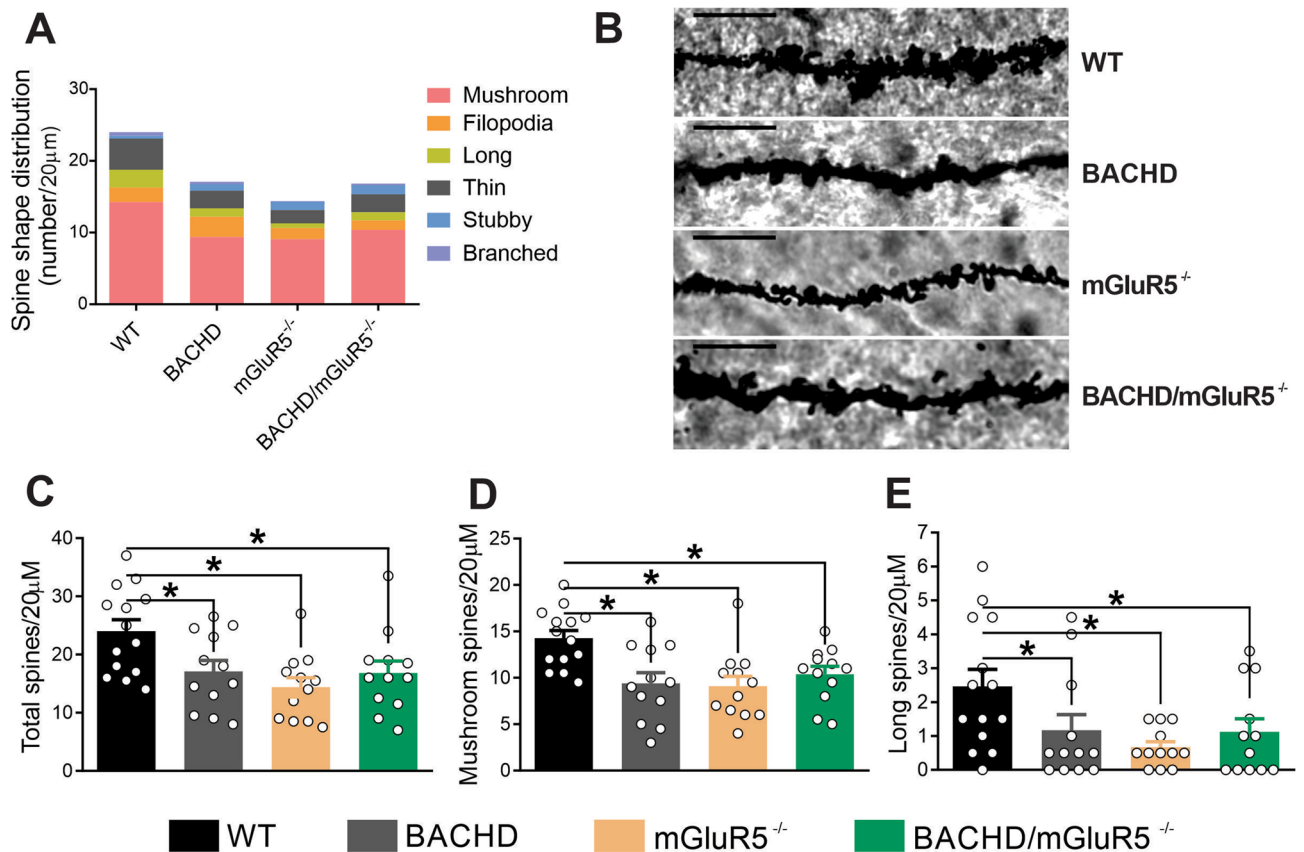 A
Spine shape distribution
(number/20μm)
30
20
10
0
WT
BACHD
mGluR5-/-
BACHD/mGluR5-/-
Mushroom
Filopodia
Long
Thin
Stubby
Branched
B
WT
BACHD
mGluR5-/-
BACHD/mGluR5-/-
C
Total spines/20μM
40
30
20
10
0
*
*
*
D
Mushroom spines/20μM
25
20
15
10
5
0
*
*
*
E
Long spines/20μM
7
6
5
4
3
2
1
0
*
*
*
WT
BACHD
mGluR5-/-
BACHD/mGluR5-/-